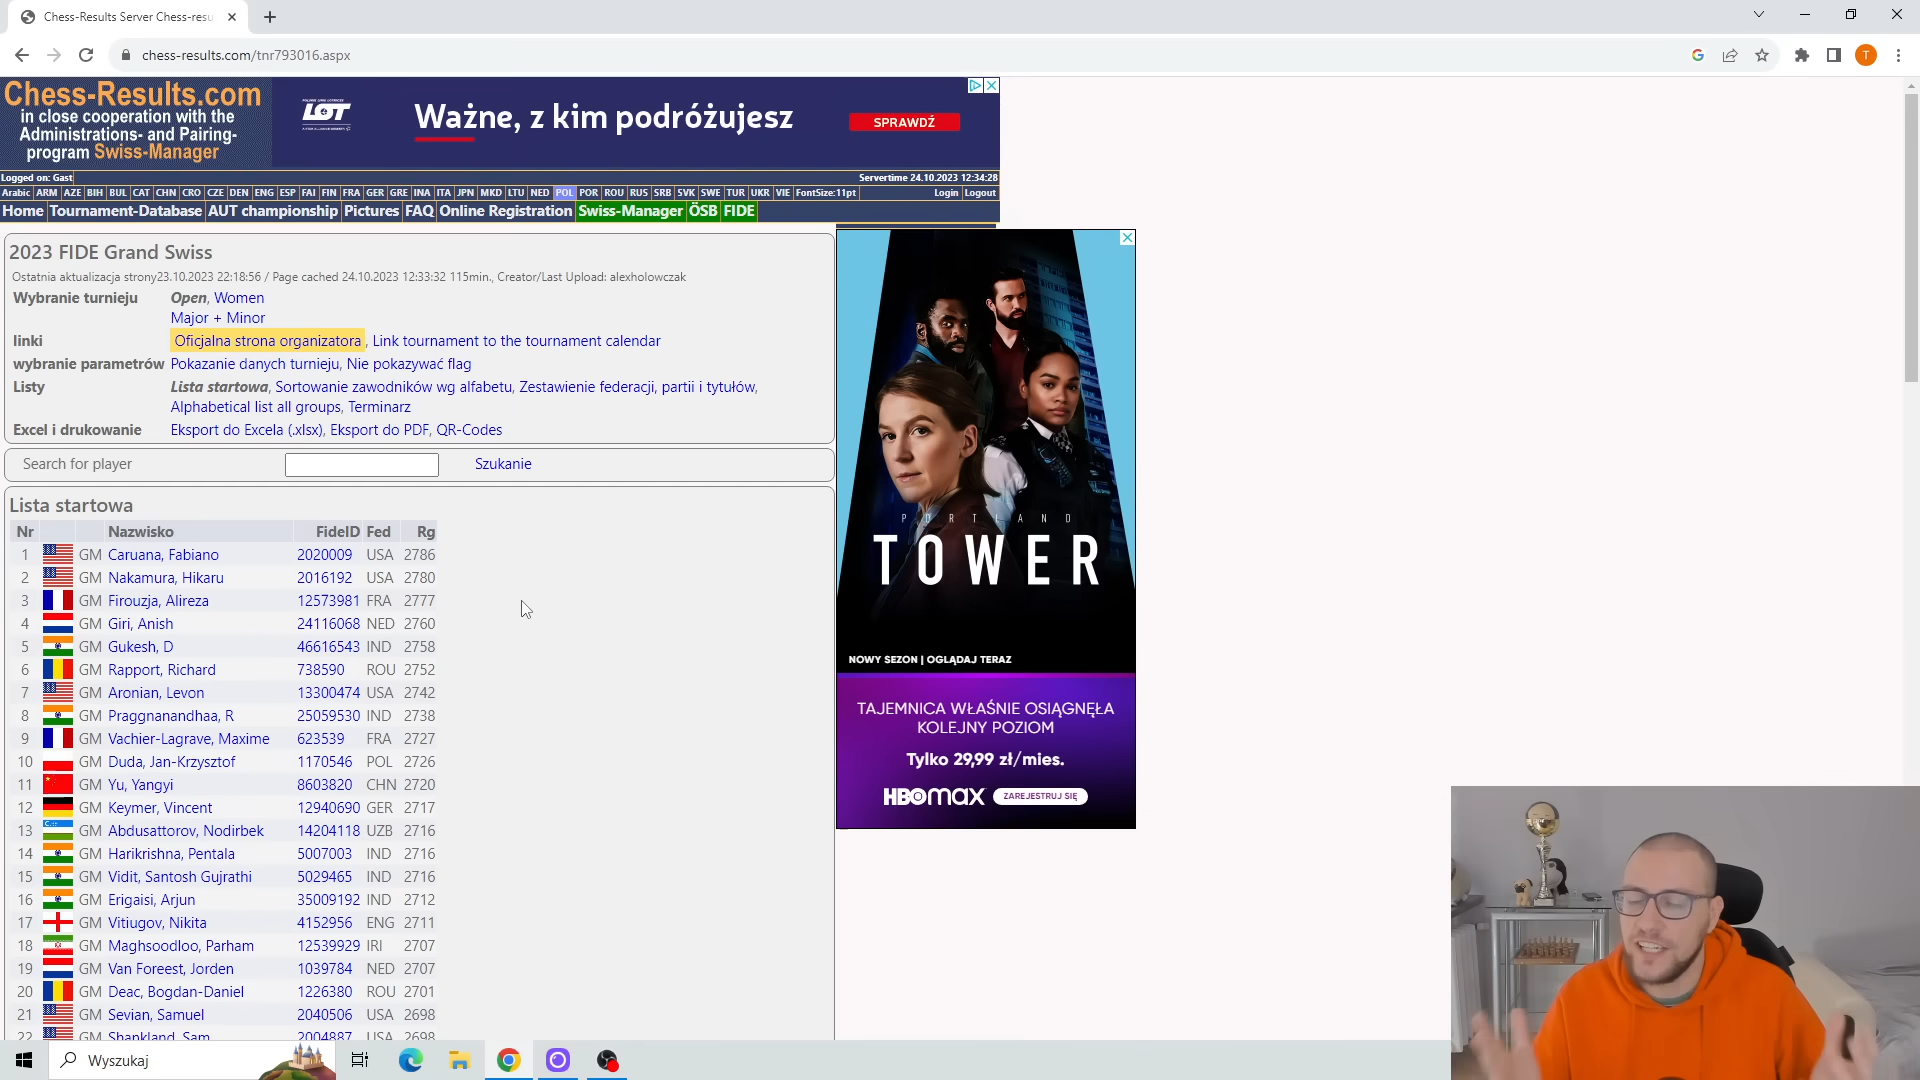 Chess-Results Server Chess-resu
chess-results.com/tnr793016.aspx
T
Chess-Results.com
in close cooperation with the
Administrations- and Pairing-
program Swiss-Manager
LOT
Ważne, z kim podróżujesz
SPRAWDŹ
Logged on: Gast
Servertime 24.10.2023 12:34:28
Arabic ARM AZE BIH BUL CAT CHN CRO CZE DEN ENG ESP FAI FIN FRA GER GRE INA ITA JPN MKD LTU NED POL POR ROU RUS SRB SVK SWE TUR UKR VIE FontSize:11pt Login Logout
Home Tournament-Database AUT championship Pictures FAQ Online Registration Swiss-Manager ÖSB FIDE
2023 FIDE Grand Swiss
Ostatnia aktualizacja strony23.10.2023 22:18:56 / Page cached 24.10.2023 12:33:32 115min., Creator/Last Upload: alexholowczak
Wybranie turnieju Open, Women
Major + Minor
linki Oficjalna strona organizatora, Link tournament to the tournament calendar
wybranie parametrów Pokazanie danych turnieju, Nie pokazywać flag
Listy Lista startowa, Sortowanie zawodników wg alfabetu, Zestawienie federacji, partii i tytułów,
Alphabetical list all groups, Terminarz
Excel i drukowanie Eksport do Excela (.xlsx), Eksport do PDF, QR-Codes
Search for player Szukanie
Lista startowa
Nr Nazwisko FideID Fed Rg
1 GM Caruana, Fabiano 2020009 USA 2786
2 GM Nakamura, Hikaru 2016192 USA 2780
3 GM Firouzja, Alireza 12573981 FRA 2777
4 GM Giri, Anish 24116068 NED 2760
5 GM Gukesh, D 46616543 IND 2758
6 GM Rapport, Richard 738590 ROU 2752
7 GM Aronian, Levon 13300474 USA 2742
8 GM Praggnanandhaa, R 25059530 IND 2738
9 GM Vachier-Lagrave, Maxime 623539 FRA 2727
10 GM Duda, Jan-Krzysztof 1170546 POL 2726
11 GM Yu, Yangyi 8603820 CHN 2720
12 GM Keymer, Vincent 12940690 GER 2717
13 GM Abdusattorov, Nodirbek 14204118 UZB 2716
14 GM Harikrishna, Pentala 5007003 IND 2716
15 GM Vidit, Santosh Gujrathi 5029465 IND 2716
16 GM Erigaisi, Arjun 35009192 IND 2712
17 GM Vitiugov, Nikita 4152956 ENG 2711
18 GM Maghsoodloo, Parham 12539929 IRI 2707
19 GM Van Foreest, Jorden 1039784 NED 2707
20 GM Deac, Bogdan-Daniel 1226380 ROU 2701
21 GM Sevian, Samuel 2040506 USA 2698
22 GM Shankland, Sam 2004887 USA 2698
PORTLAND
TOWER
NOWY SEZON | OGLĄDAJ TERAZ
TAJEMNICA WŁAŚNIE OSIĄGNĘŁA
KOLEJNY POZIOM
Tylko 29,99 zł/mies.
HBOmax ZAREJESTRUJ SIĘ
Wyszukaj